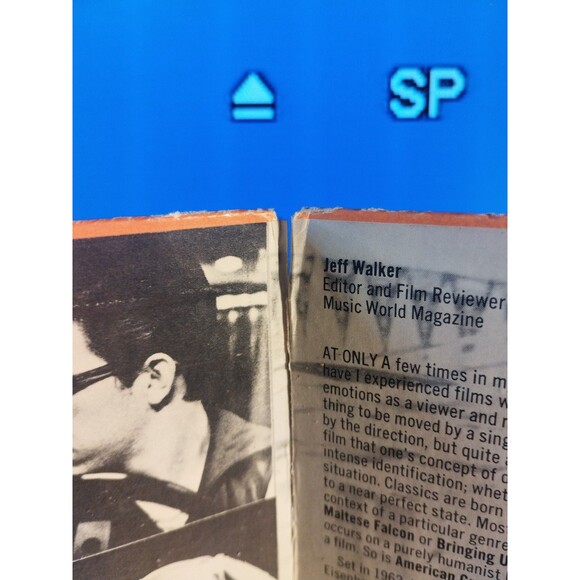 SP
Jeff Walker
Editor and Film Reviewer
Music World Magazine
AT ONLY A few times in m
have I experienced films w
emotions as a viewer and r
thing to be moved by a sing
by the direction, but quite a
film that one's concept of
intense identification; whet
situation. Classics are born
to a near perfect state. Most
context of a particular genre
Maltese Falcon or Bringing U
occurs on a purely humanist
a film. So is American
Set in 196